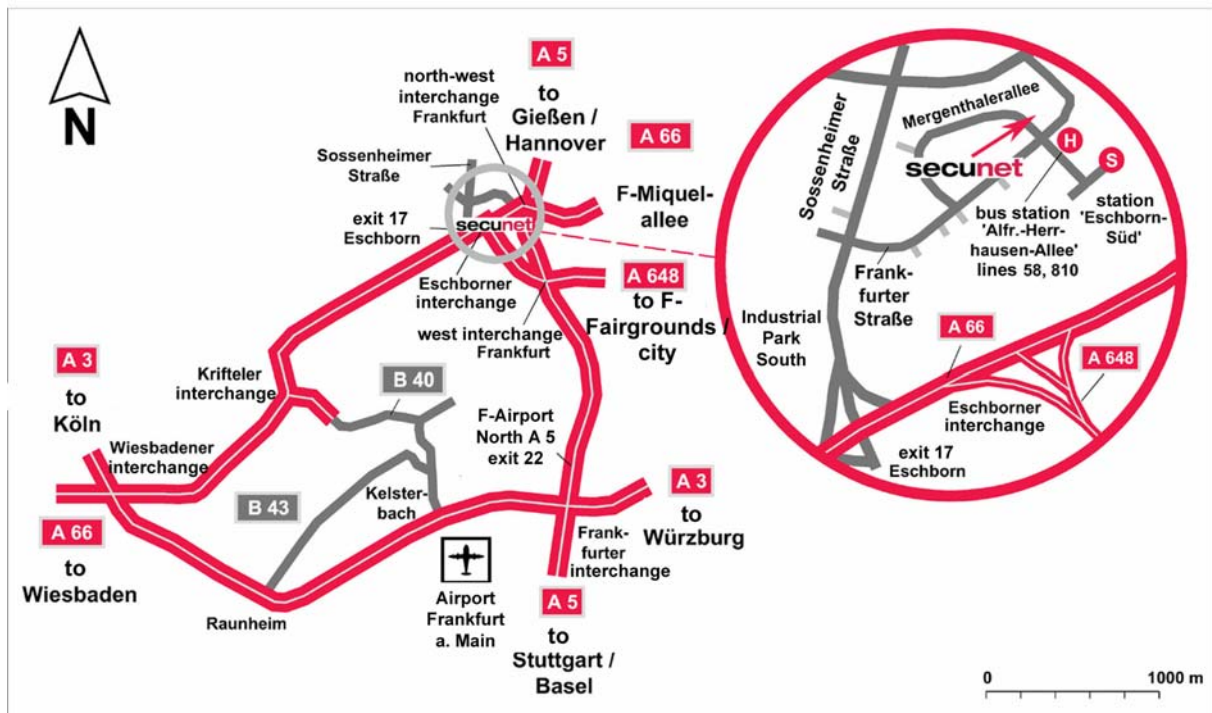 N
A 5
to
Gießen /
Hannover
north-west
interchange
Frankfurt
A 66
F-Miquel-
allee
Sossenheimer
Straße
exit 17
Eschborn
secunet
Eschborner
interchange
A 648
to F-
Fairgrounds /
city
west interchange
Frankfurt
A 3
to
Köln
Krifteler
interchange
B 40
Wiesbadener
interchange
F-Airport
North A 5
exit 22
B 43
Kelster-
bach
A 66
to
Wiesbaden
A 3
to
Würzburg
Frank-
furter
interchange
Raunheim
Airport
Frankfurt
a. Main
A 5
to
Stuttgart /
Basel
Sossenheimer
Straße
Mergenthalerallee
secunet
H
S
bus station
'Alfr.-Herr-
hausen-Allee'
lines 58, 810
station
'Eschborn-
Süd'
Frank-
furter
Straße
Industrial
Park
South
A 66
A 648
Eschborner
interchange
exit 17
Eschborn
0 1000 m